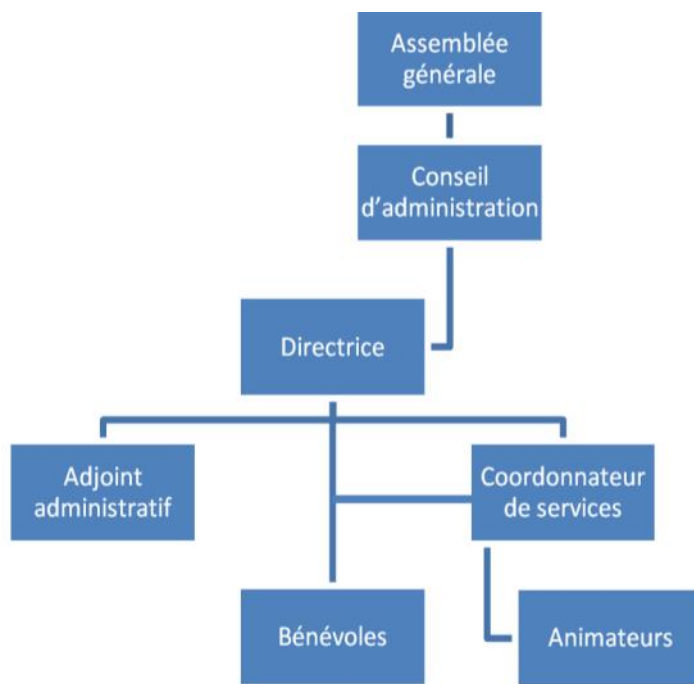 Assemblée
générale
Conseil
d'administration
Directrice
Adjoint
administratif
Coordonnateur
de services
Bénévoles
Animateurs